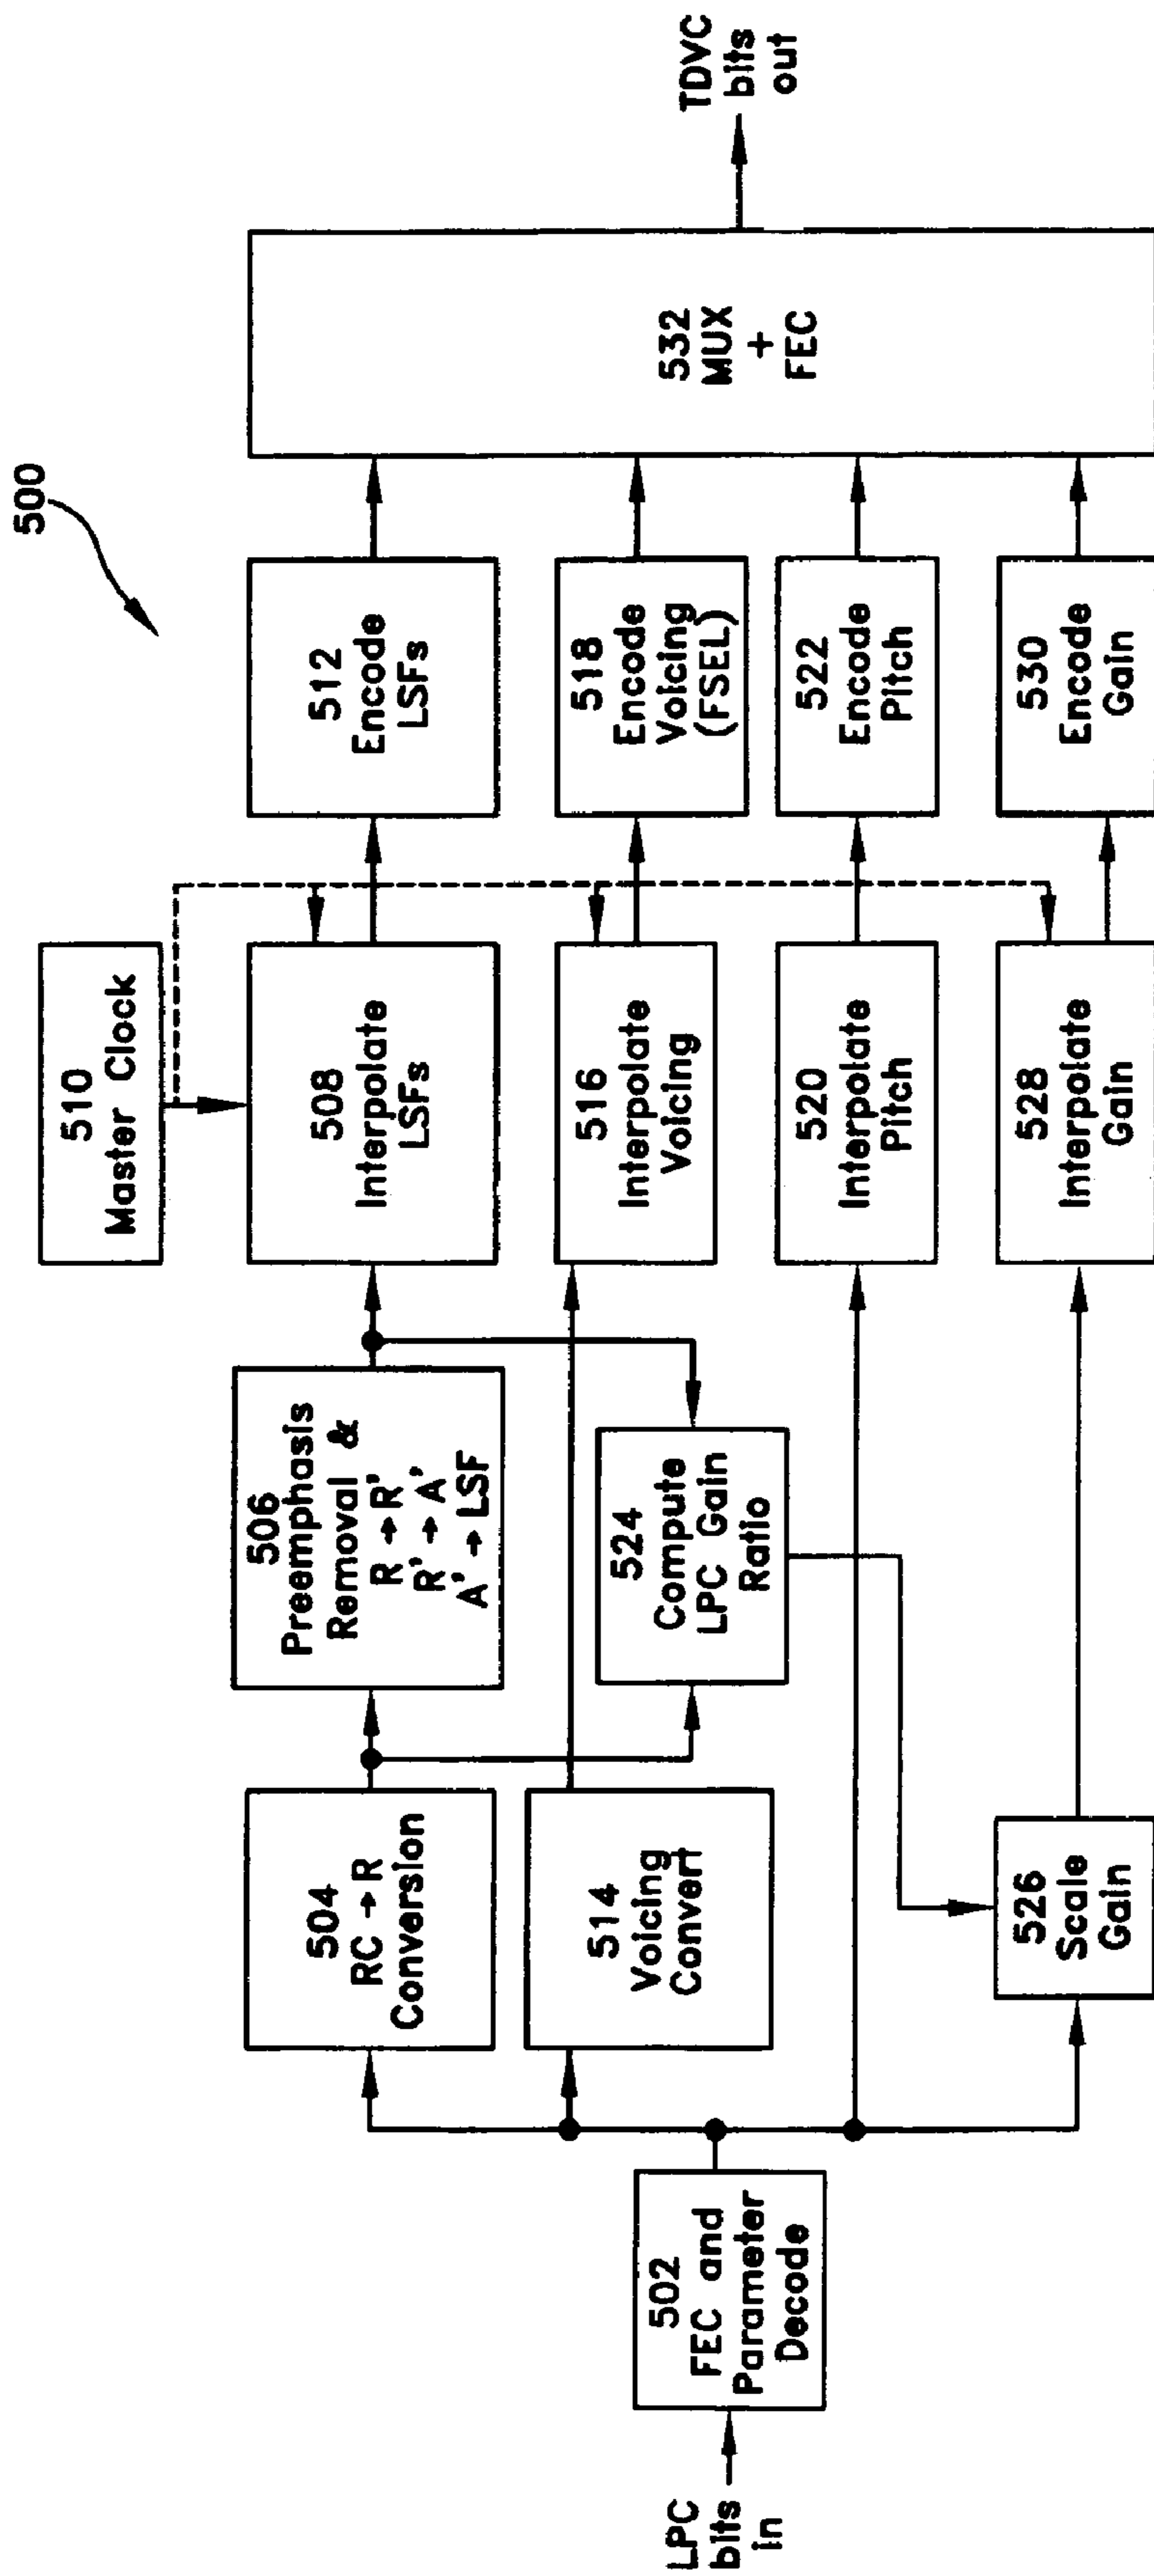 500
LPC
bits
in
502
FEC and
Parameter
Decode
504
RC → R
Conversion
506
Preemphasis
Removal &
R → R'
R' → A'
A' → LSF
510
Master Clock
508
Interpolate
LSFs
512
Encode
LSFs
514
Voicing
Convert
516
Interpolate
Voicing
518
Encode
Voicing
(FSEL)
520
Interpolate
Pitch
522
Encode
Pitch
524
Compute
LPC Gain
Ratio
526
Scale
Gain
528
Interpolate
Gain
530
Encode
Gain
532
MUX
+
FEC
TDVC
bits
out